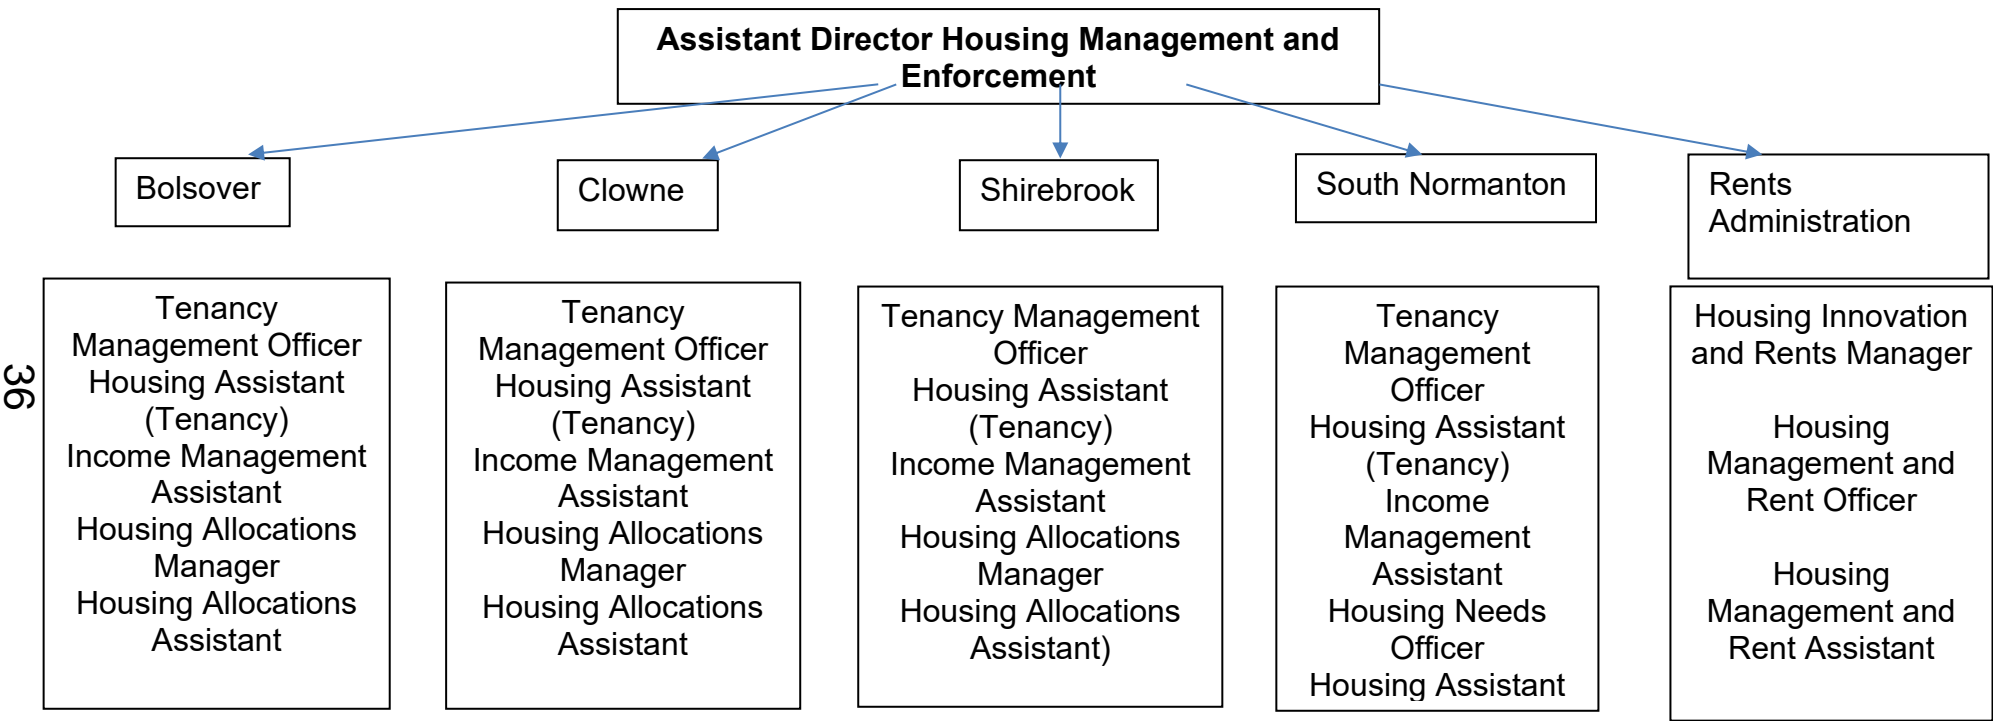 Assistant Director Housing Management and
Enforcement
Bolsover
Clowne
Shirebrook
South Normanton
Rents
Administration
Tenancy
Management Officer
Housing Assistant
(Tenancy)
Income Management
Assistant
Housing Allocations
Manager
Housing Allocations
Assistant
Tenancy
Management Officer
Housing Assistant
(Tenancy)
Income Management
Assistant
Housing Allocations
Manager
Housing Allocations
Assistant
Tenancy Management
Officer
Housing Assistant
(Tenancy)
Income Management
Assistant
Housing Allocations
Manager
Housing Allocations
Assistant)
Tenancy
Management
Officer
Housing Assistant
(Tenancy)
Income
Management
Assistant
Housing Needs
Officer
Housing Assistant
Housing Innovation
and Rents Manager
Housing
Management and
Rent Officer
Housing
Management and
Rent Assistant
36